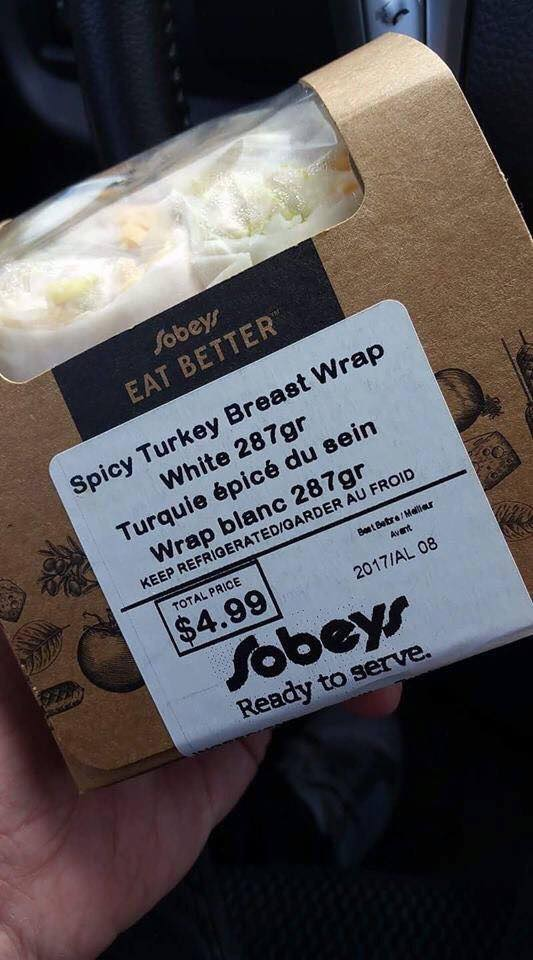 Sobeys
EAT BETTER™
Spicy Turkey Breast Wrap
White 287gr
Turquie épicé du sein
Wrap blanc 287gr
KEEP REFRIGERATED/GARDER AU FROID
Best Before / Meilleur
Avant
2017/AL 08
TOTAL PRICE
$4.99
Sobeys
Ready to serve.